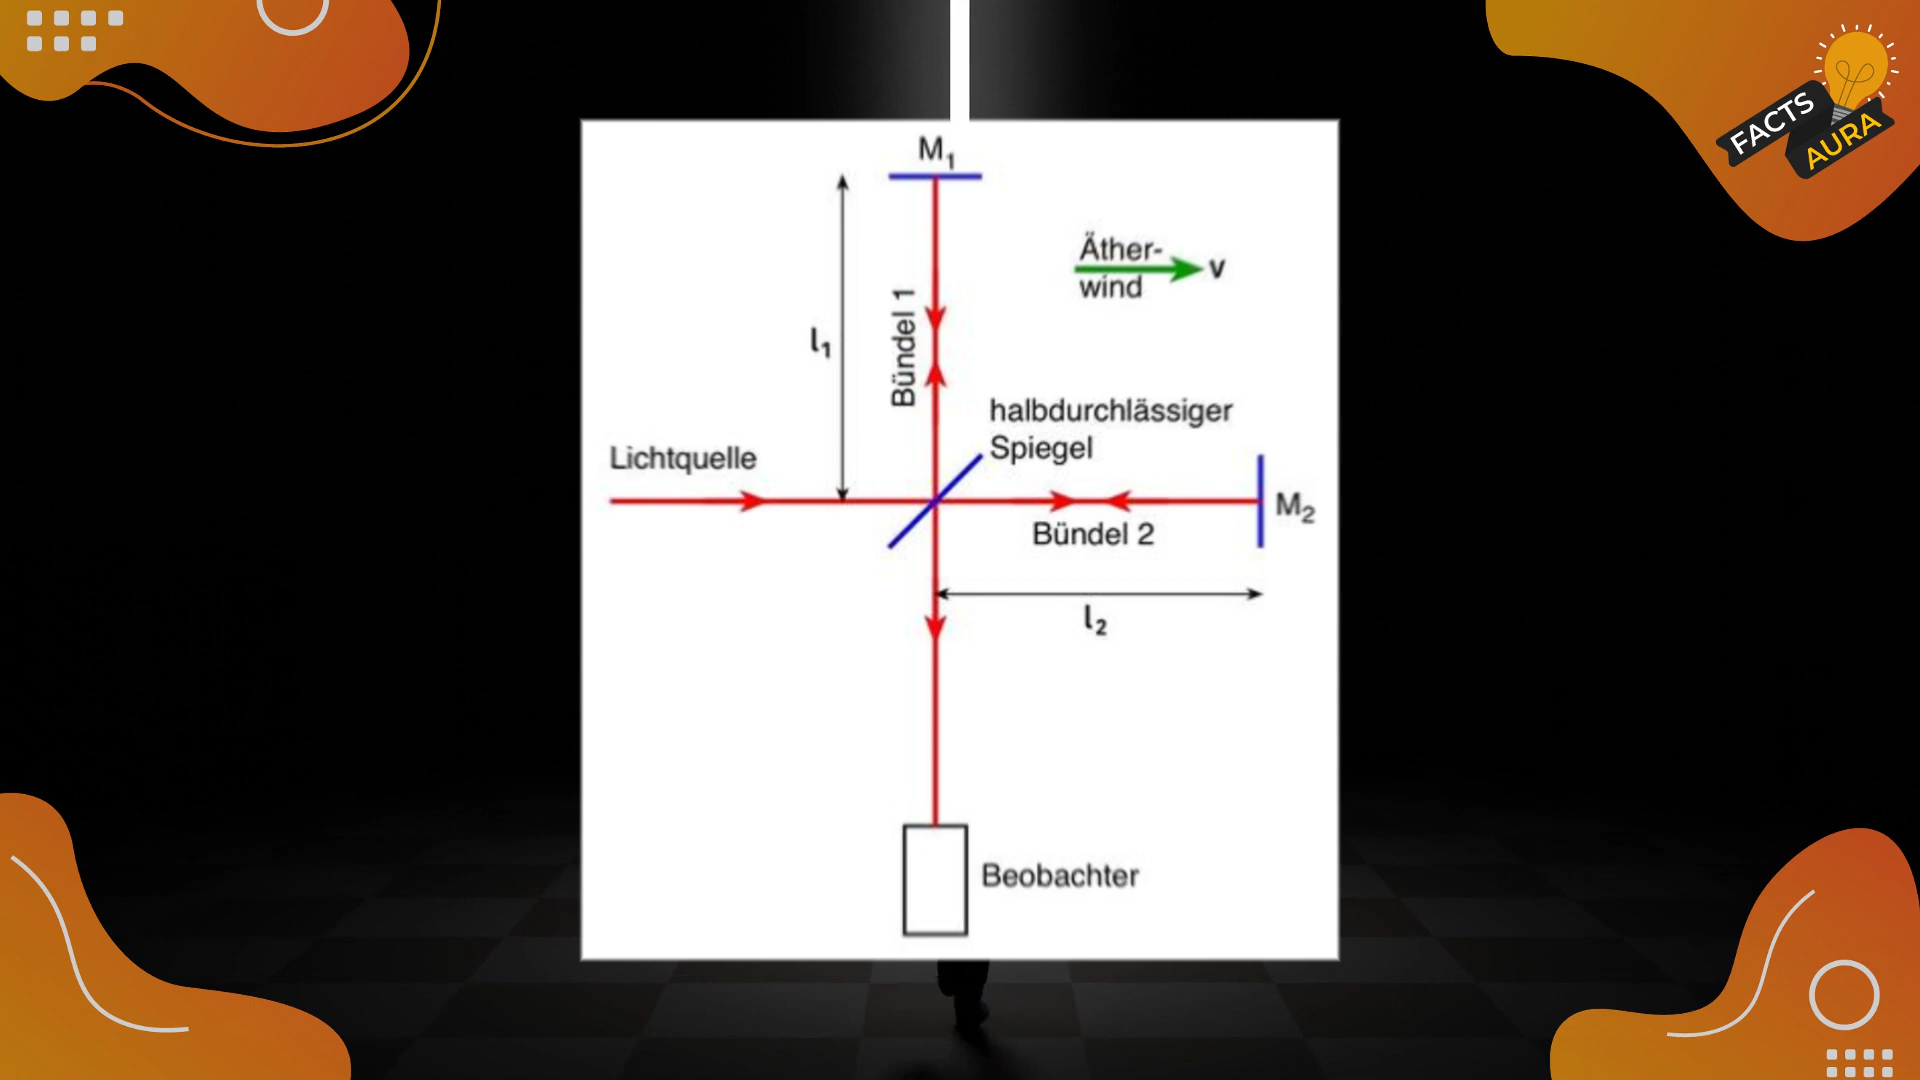 FACTS
AURA
M₁
Äther-
wind
v
l₁
Bündel 1
halbdurchlässiger
Spiegel
Lichtquelle
M₂
Bündel 2
l₂
Beobachter